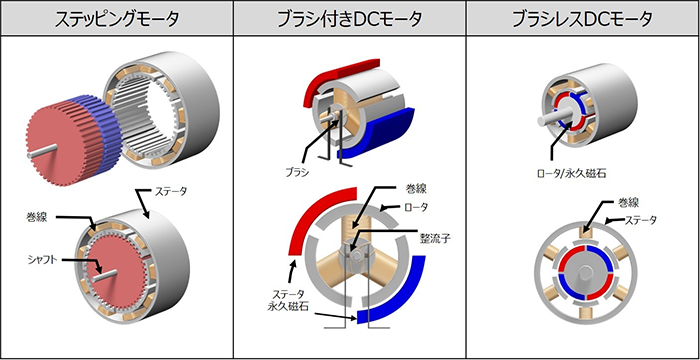 ステッピングモータ
ブラシ付きDCモータ
ブラシレスDCモータ
ステータ
巻線
シャフト
ブラシ
巻線
ロータ
整流子
ステータ
永久磁石
ロータ/永久磁石
巻線
ステータ